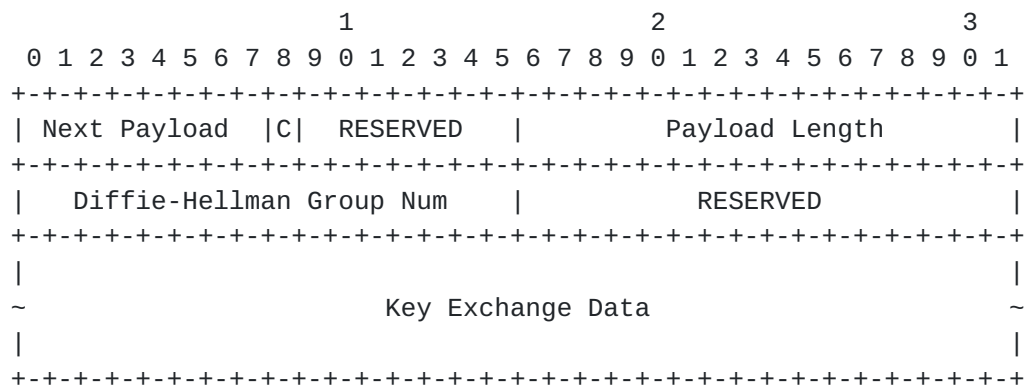 1                   2                   3
 0 1 2 3 4 5 6 7 8 9 0 1 2 3 4 5 6 7 8 9 0 1 2 3 4 5 6 7 8 9 0 1
+-+-+-+-+-+-+-+-+-+-+-+-+-+-+-+-+-+-+-+-+-+-+-+-+-+-+-+-+-+-+-+-+
| Next Payload  |C|  RESERVED   |         Payload Length        |
+-+-+-+-+-+-+-+-+-+-+-+-+-+-+-+-+-+-+-+-+-+-+-+-+-+-+-+-+-+-+-+-+
|   Diffie-Hellman Group Num    |           RESERVED            |
+-+-+-+-+-+-+-+-+-+-+-+-+-+-+-+-+-+-+-+-+-+-+-+-+-+-+-+-+-+-+-+-+
|                                                               |
~                       Key Exchange Data                       ~
|                                                               |
+-+-+-+-+-+-+-+-+-+-+-+-+-+-+-+-+-+-+-+-+-+-+-+-+-+-+-+-+-+-+-+-+